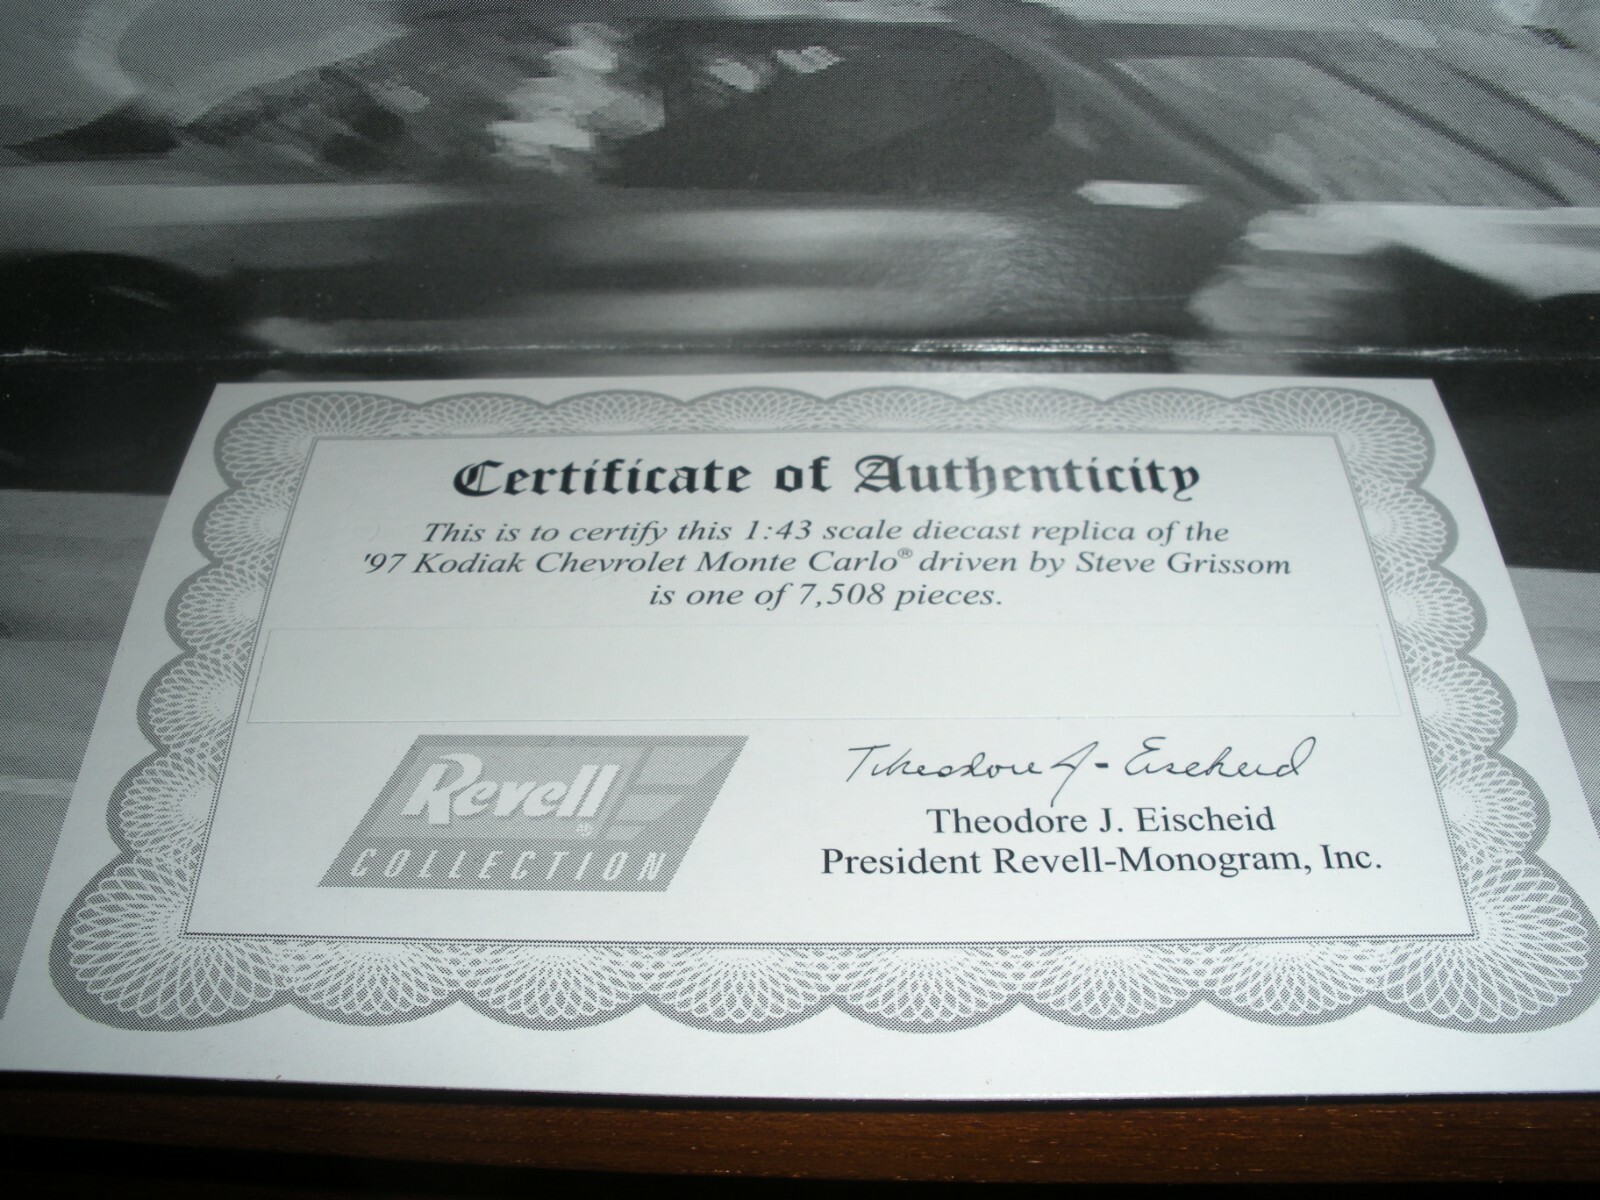 Certificate of Authenticity
This is to certify this 1:43 scale diecast replica of the
'97 Kodiak Chevrolet Monte Carlo® driven by Steve Grissom
is one of 7,508 pieces.
Revell®
COLLECTION
Theodore J. Eischeid
Theodore J. Eischeid
President Revell-Monogram, Inc.